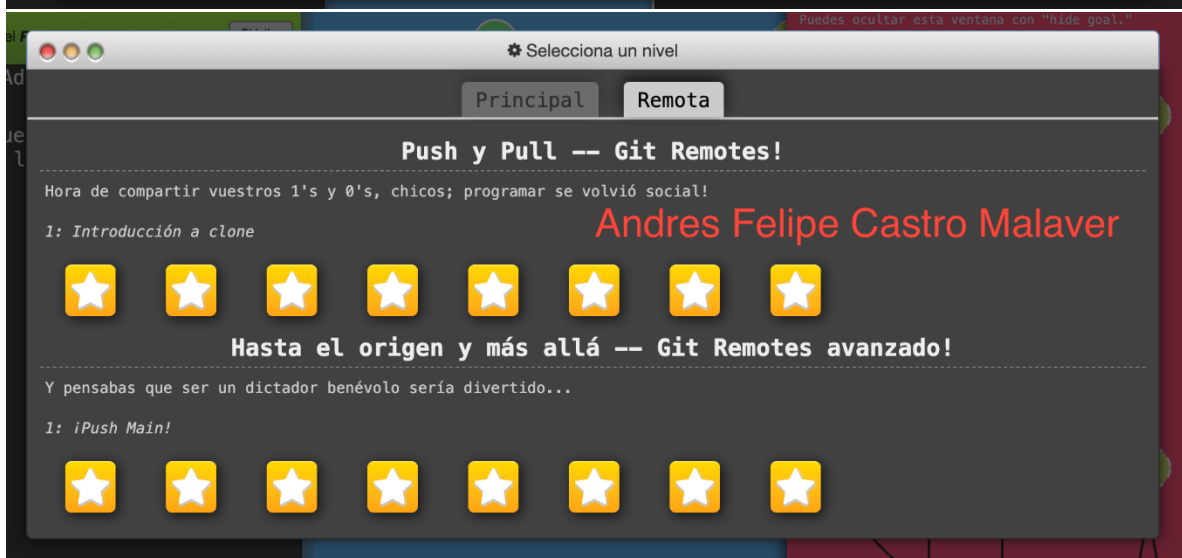 Puedes ocultar esta ventana con "hide goal."
Selecciona un nivel
Principal
Remota
Push y Pull -- Git Remotes!
Hora de compartir vuestros 1's y 0's, chicos; programar se volvió social!
1: Introducción a clone
Andres Felipe Castro Malaver
Hasta el origen y más allá -- Git Remotes avanzado!
Y pensabas que ser un dictador benévolo sería divertido...
1: ¡Push Main!